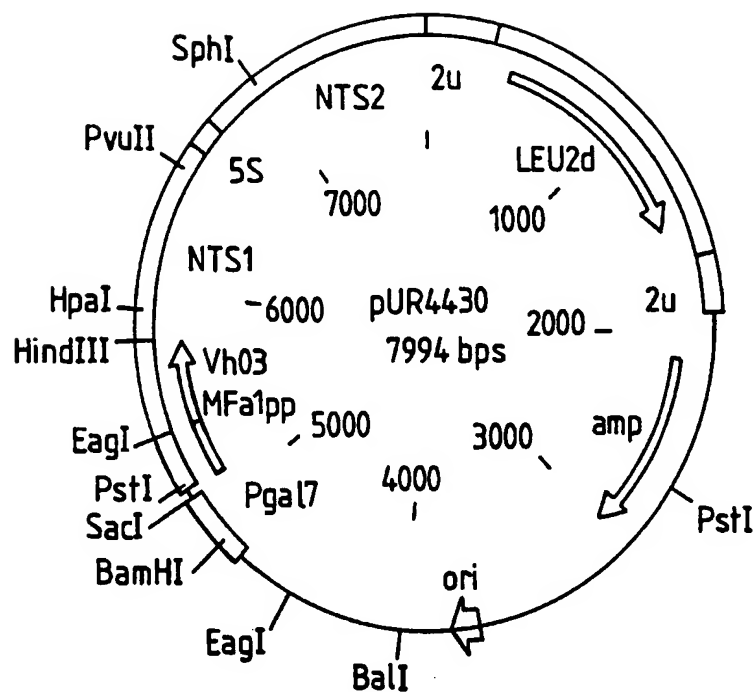 SphI
NTS2
2u
PvuII
5S
LEU2d
7000
1000
NTS1
HpaI
6000
pUR4430
2000
2u
HindIII
7994 bps
Vh03
MFa1pp
EagI
5000
3000
amp
PstI
Pgal7
4000
PstI
SacI
BamHI
ori
EagI
BalI